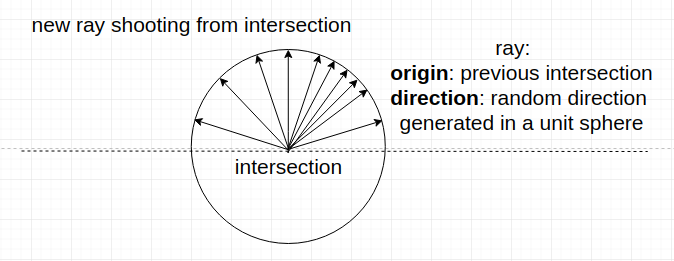 new ray shooting from intersection
ray:
origin: previous intersection
direction: random direction
generated in a unit sphere
intersection